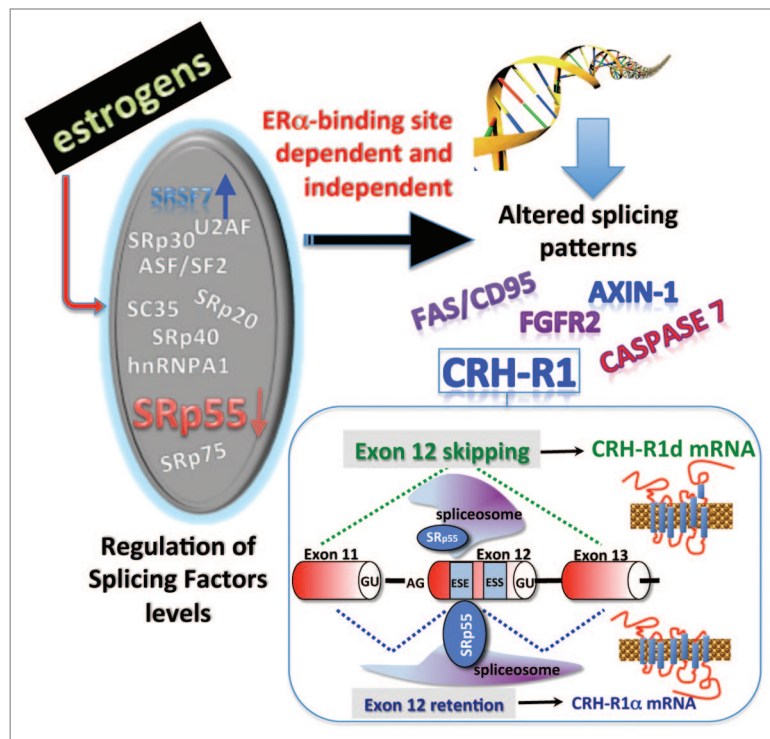 estrogens
ERα-binding site
dependent and
independent
SRSF7
U2AF
SRp30
ASF/SF2
SC35
SRp20
SRp40
hnRNPA1
SRp55
SRp75
Regulation of
Splicing Factors
levels
Altered splicing
patterns
FAS/CD95
AXIN-1
FGFR2
CASPASE 7
CRH-R1
Exon 12 skipping
CRH-R1d mRNA
spliceosome
SRp55
Exon 11
Exon 12
Exon 13
GU
AG
ESE
ESS
GU
SRp55
spliceosome
Exon 12 retention
CRH-R1α mRNA